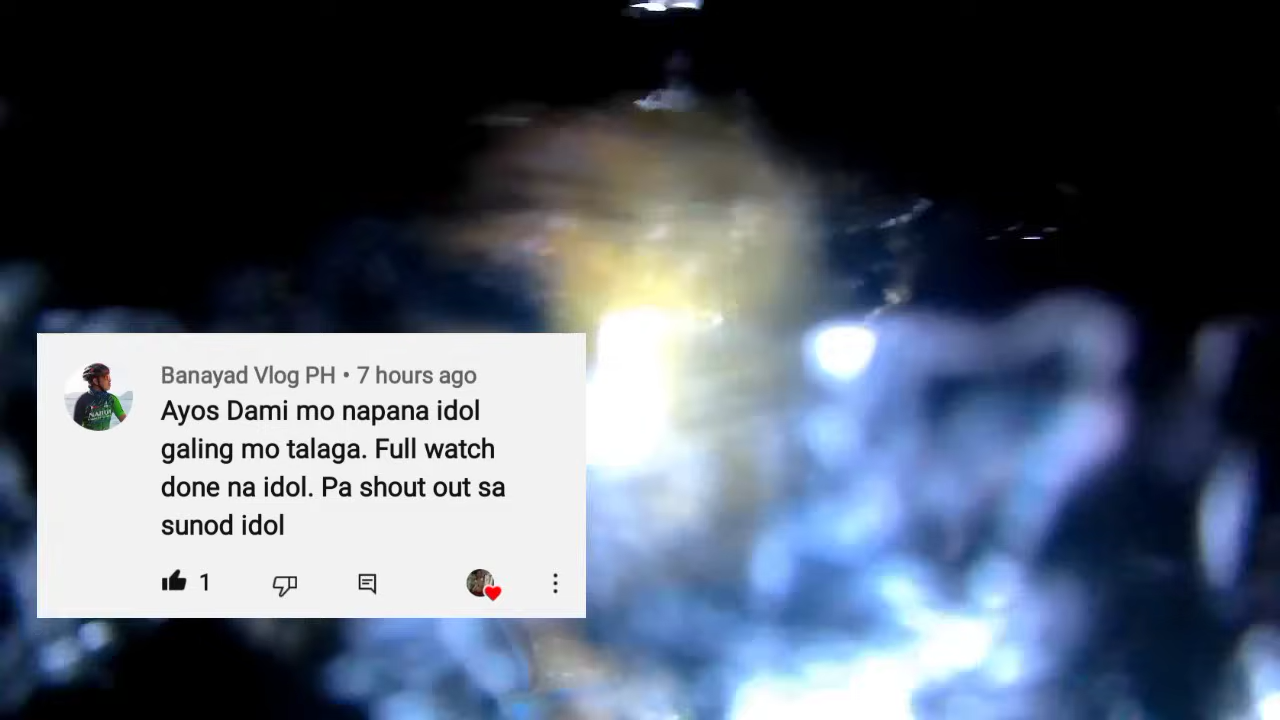 Banayad Vlog PH • 7 hours ago
Ayos Dami mo napana idol
galing mo talaga. Full watch
done na idol. Pa shout out sa
sunod idol
1